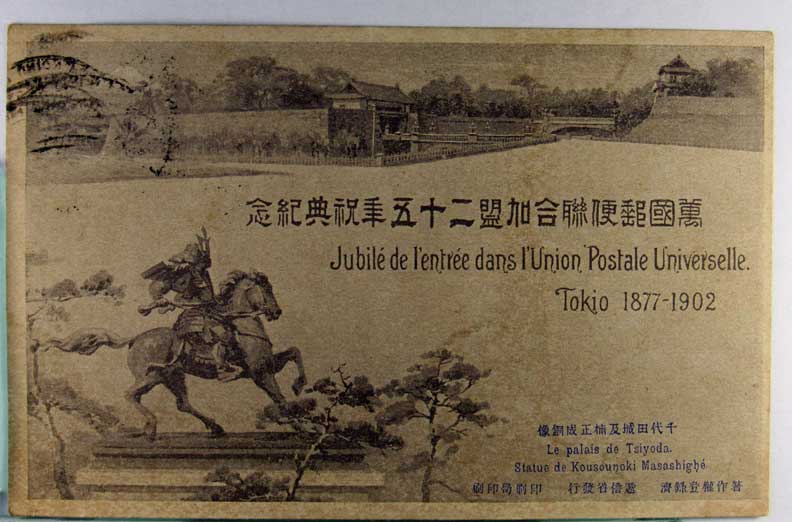 萬國郵便聯合加盟二十五年祝典紀念
Jubilé de l'entrée dans l'Union Postale Universelle.
Tokio 1877-1902
千代田城及楠正成銅像
Le palais de Tsiyoda.
Statue de Kousounoki Masashighé
著作權登錄濟 遞信省發行 印刷局印刷